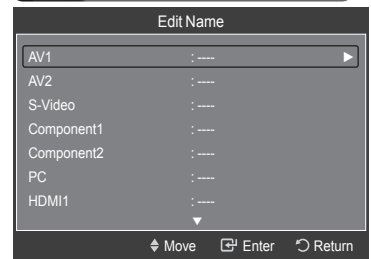 Edit Name
AV1 : ---- ▶
AV2 : ----
S-Video : ----
Component1 : ----
Component2 : ----
PC : ----
HDMI1 : ----
▼
Move Enter Return